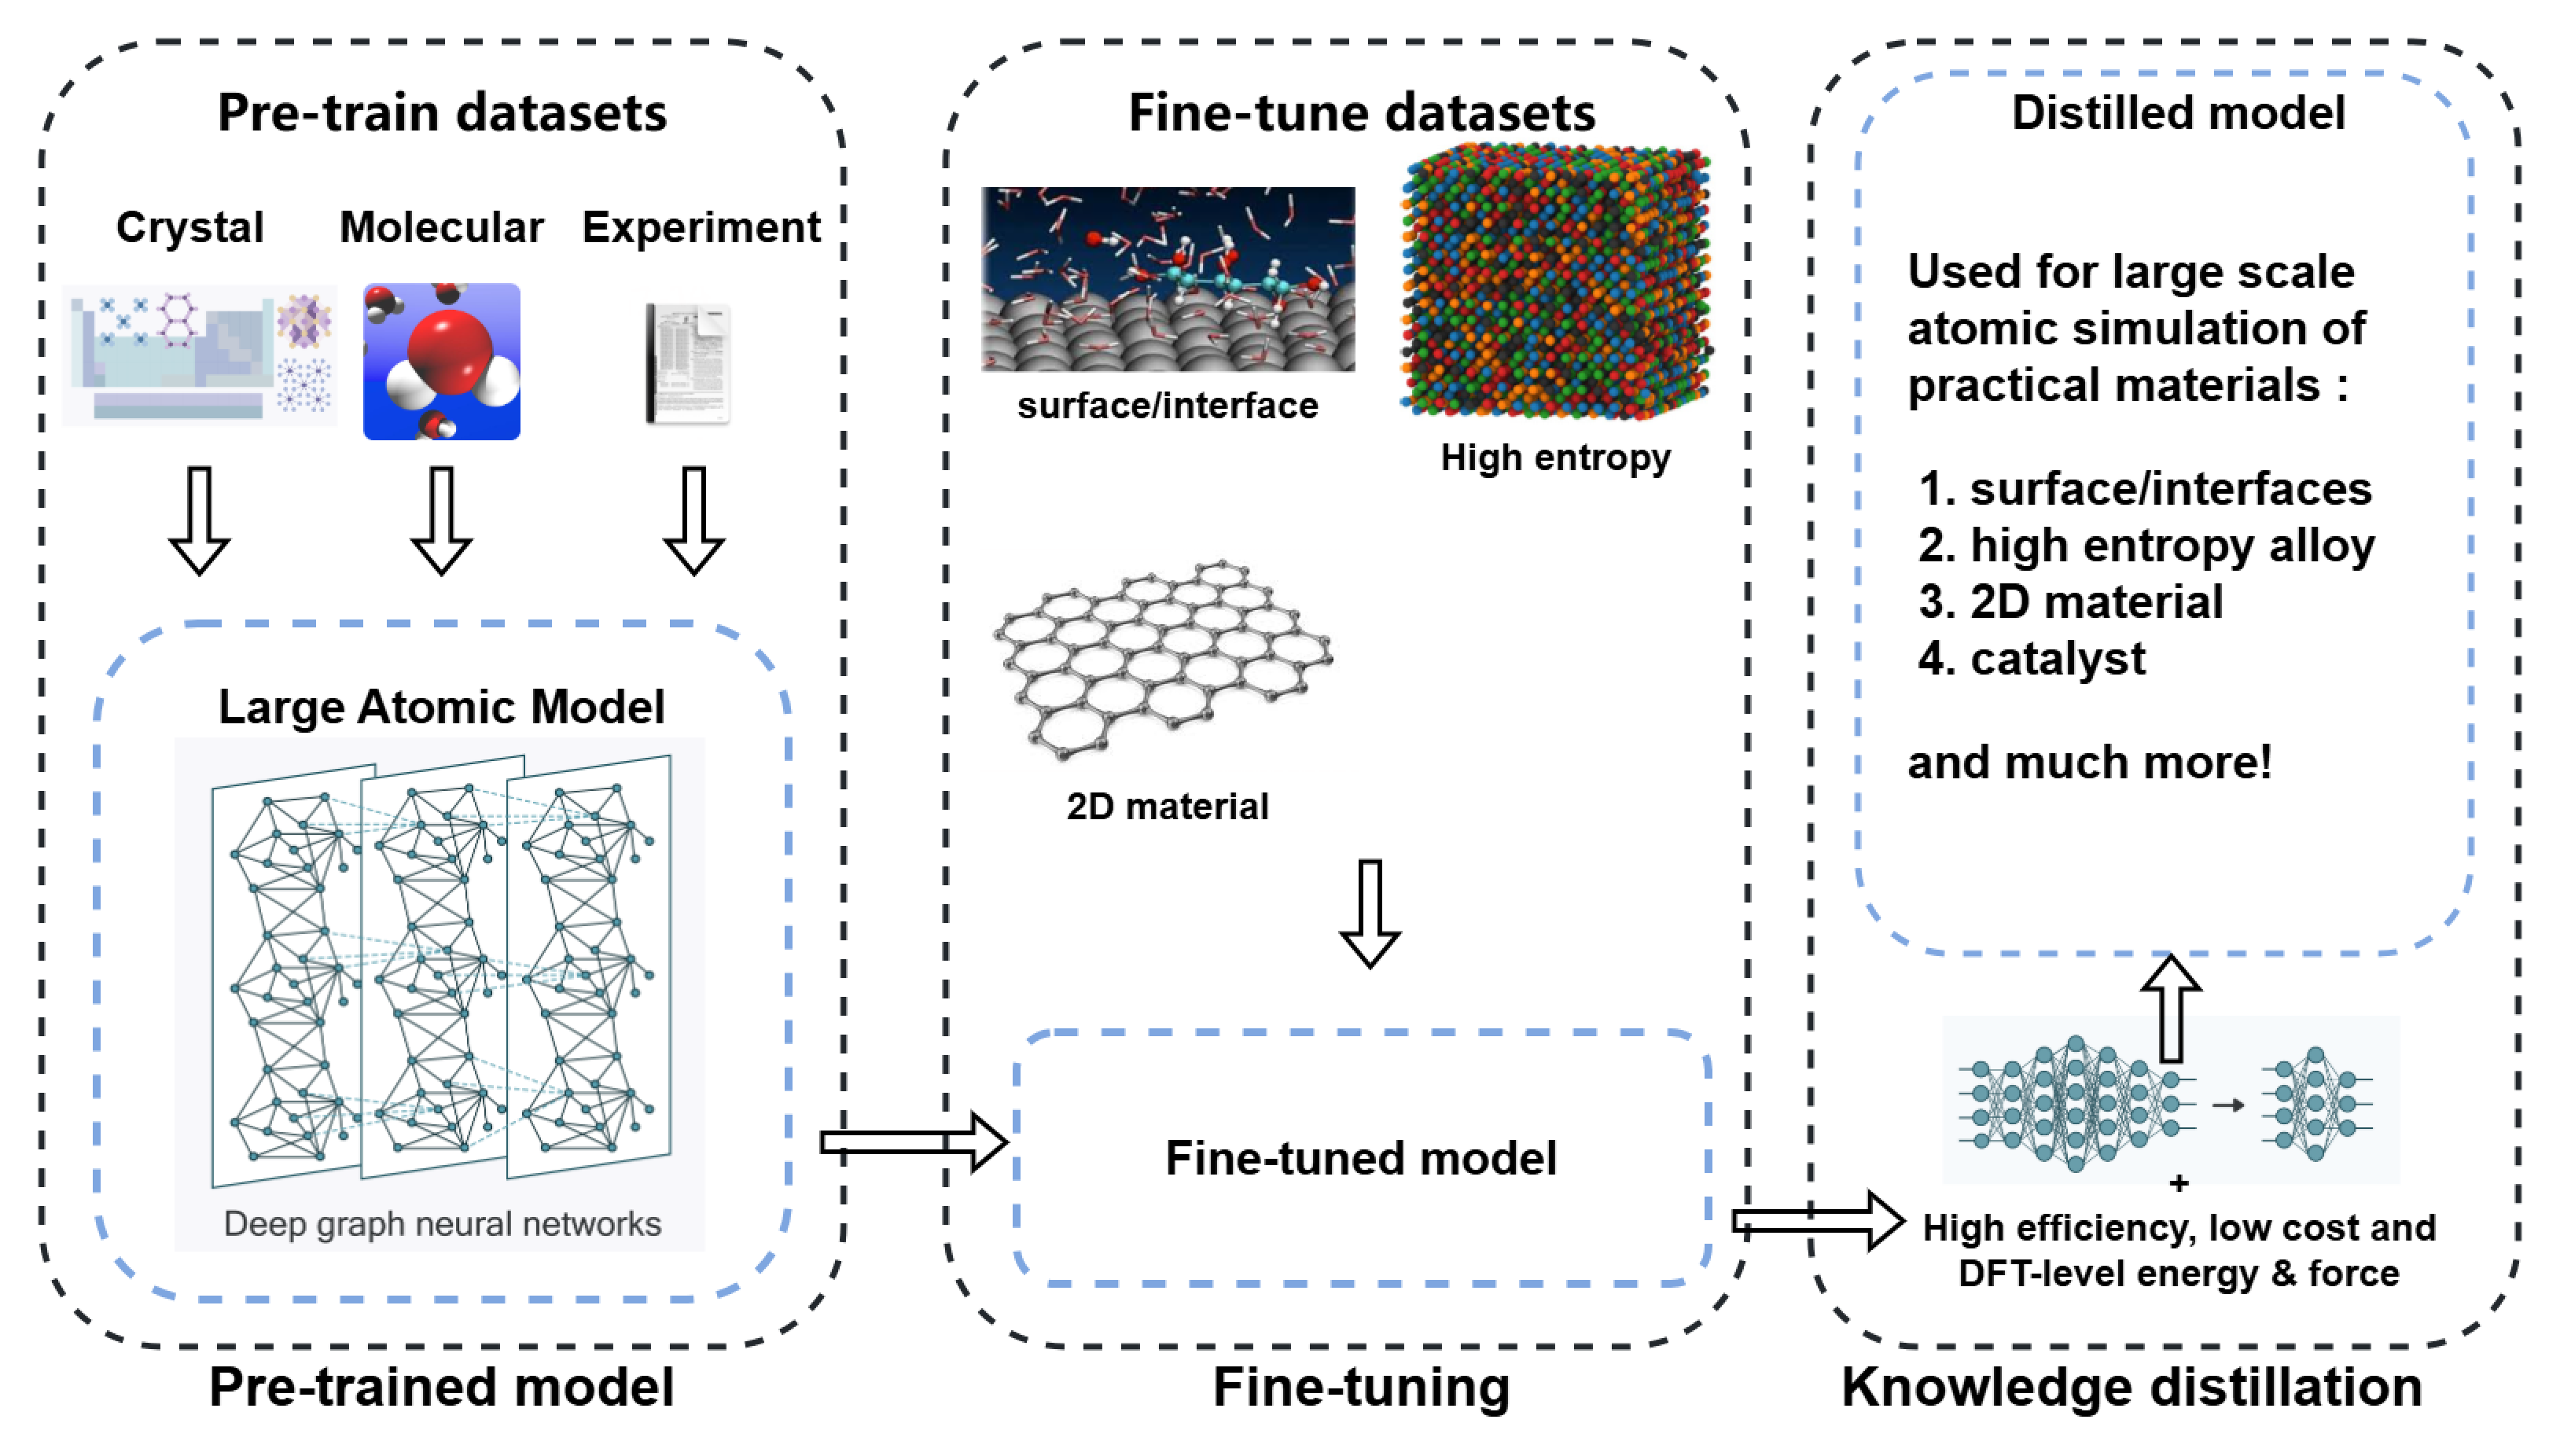 Pre-train datasets
Crystal
Molecular
Experiment
Large Atomic Model
Deep graph neural networks
Pre-trained model
Fine-tune datasets
surface/interface
High entropy
2D material
Fine-tuned model
Fine-tuning
Distilled model
Used for large scale
atomic simulation of
practical materials :
1. surface/interfaces
2. high entropy alloy
3. 2D material
4. catalyst
and much more!
+
High efficiency, low cost and
DFT-level energy & force
Knowledge distillation